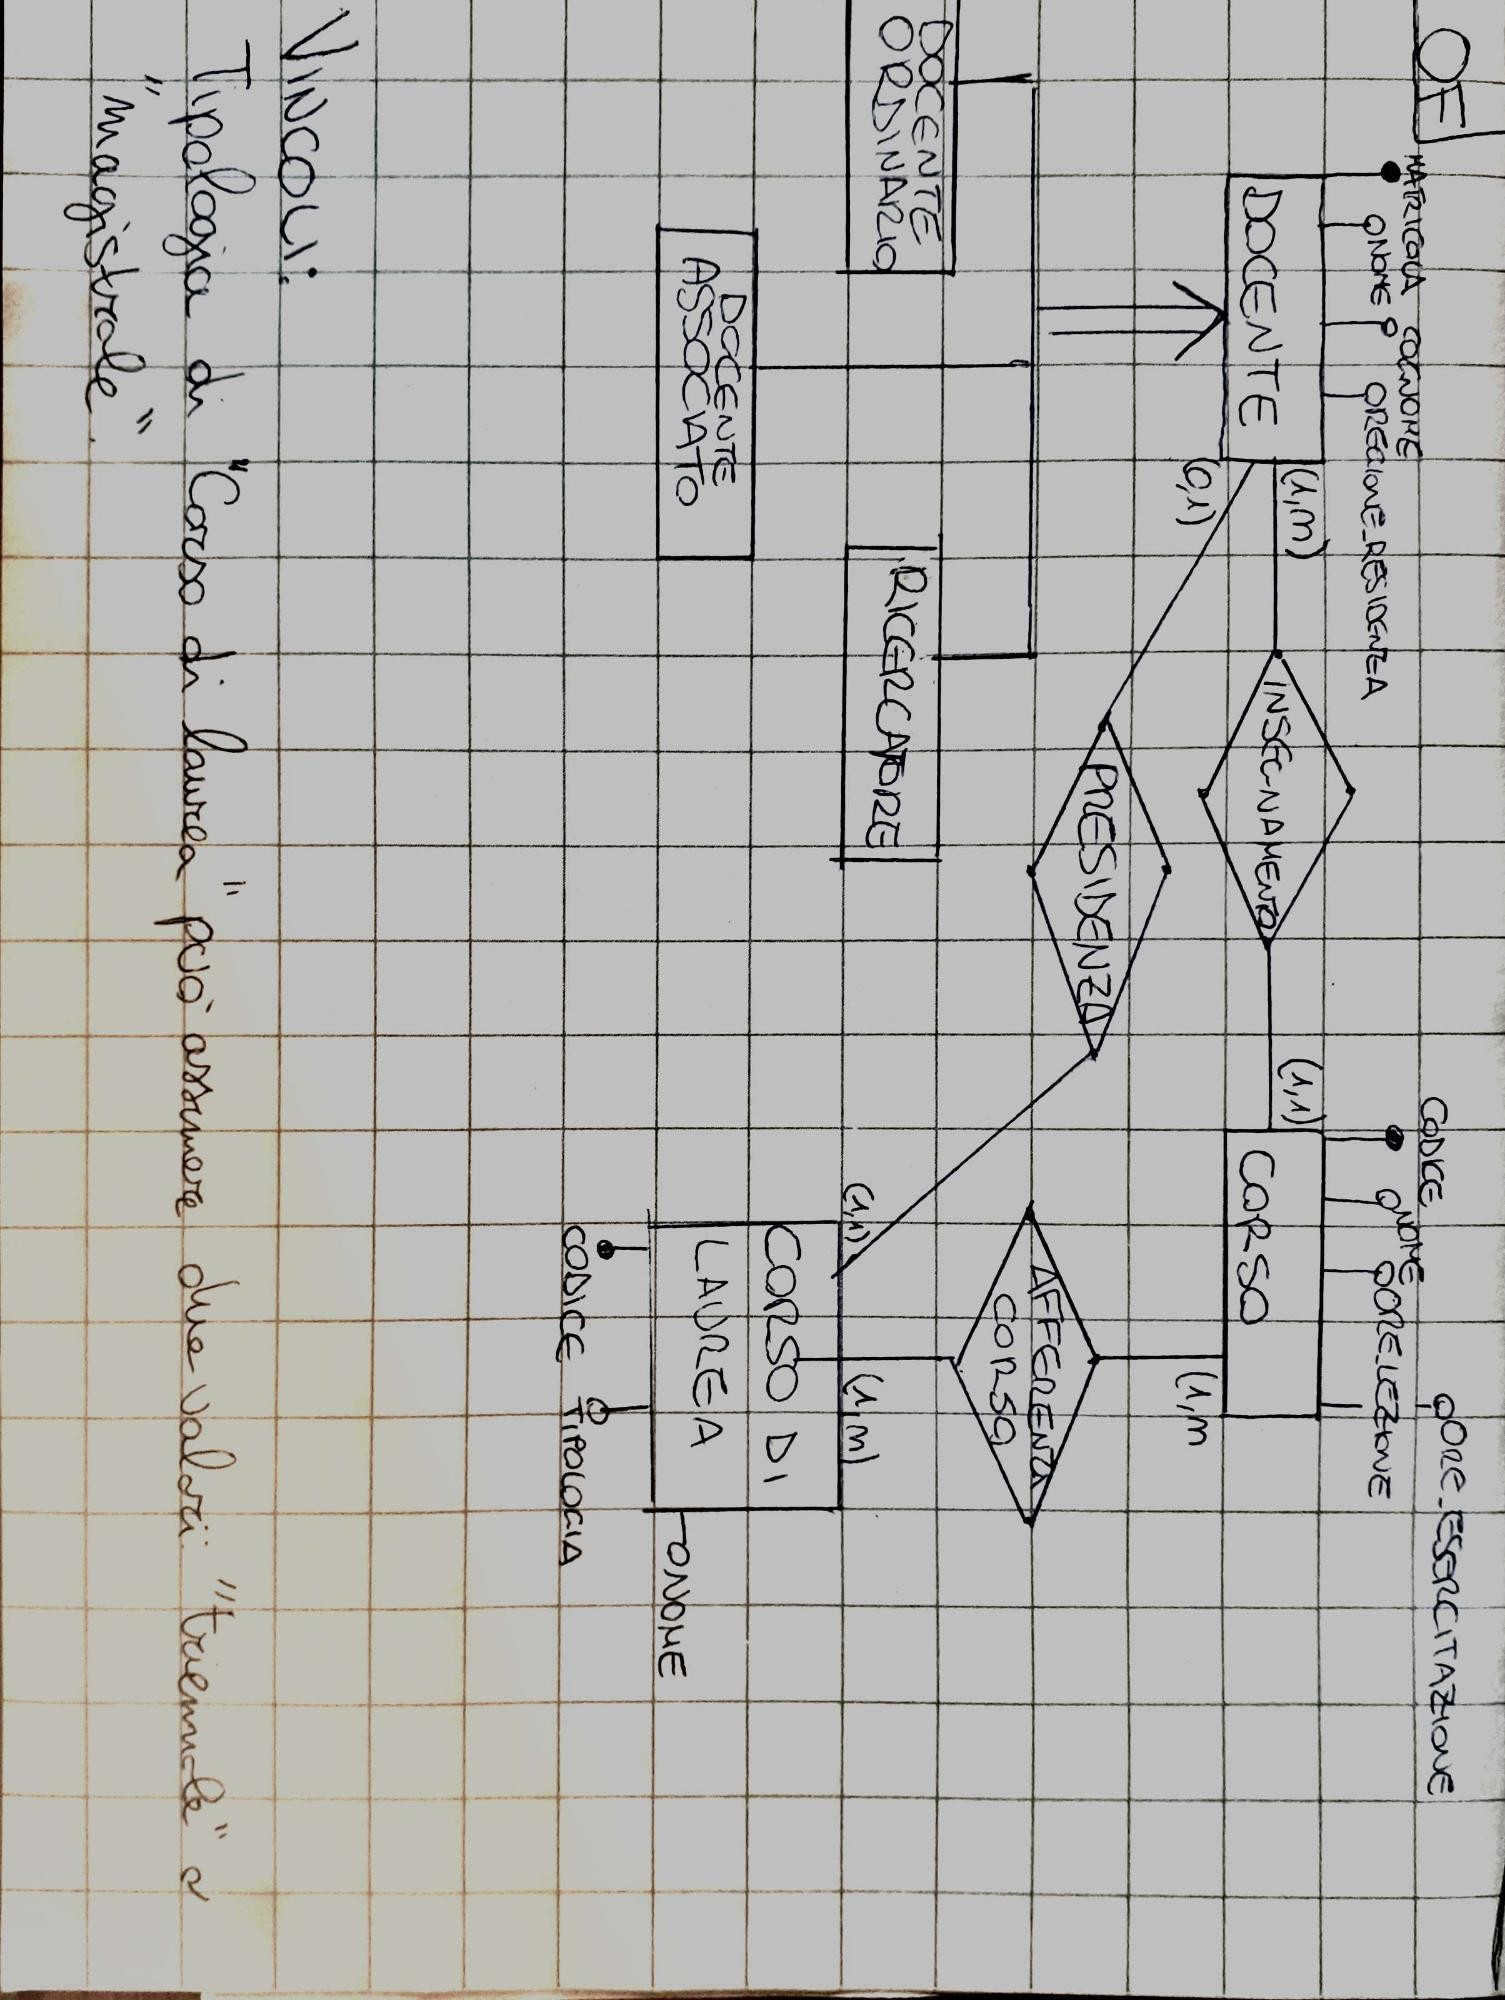 OF
MATRICOLA
NOME
COGNOME
REGIONE_RESIDENZA
DOCENTE
(1,m)
INSEGNAMENTO
(1,1)
CODICE
NOME
ORE_LEZIONE
ORE_ESERCITAZIONE
CORSO
(0,1)
PRESIDENZA
(1,m
AFFERENZA
CORSO
(1,1)
(1,m)
DOCENTE
ORDINARIO
DOCENTE
ASSOCIATO
RICERCATORE
CORSO DI
LAUREA
NOME
CODICE
TIPOLOGIA
VINCOLI:
Tipologia di "Corso di laurea" può assumere due valori: "triennale" o
"magistrale".